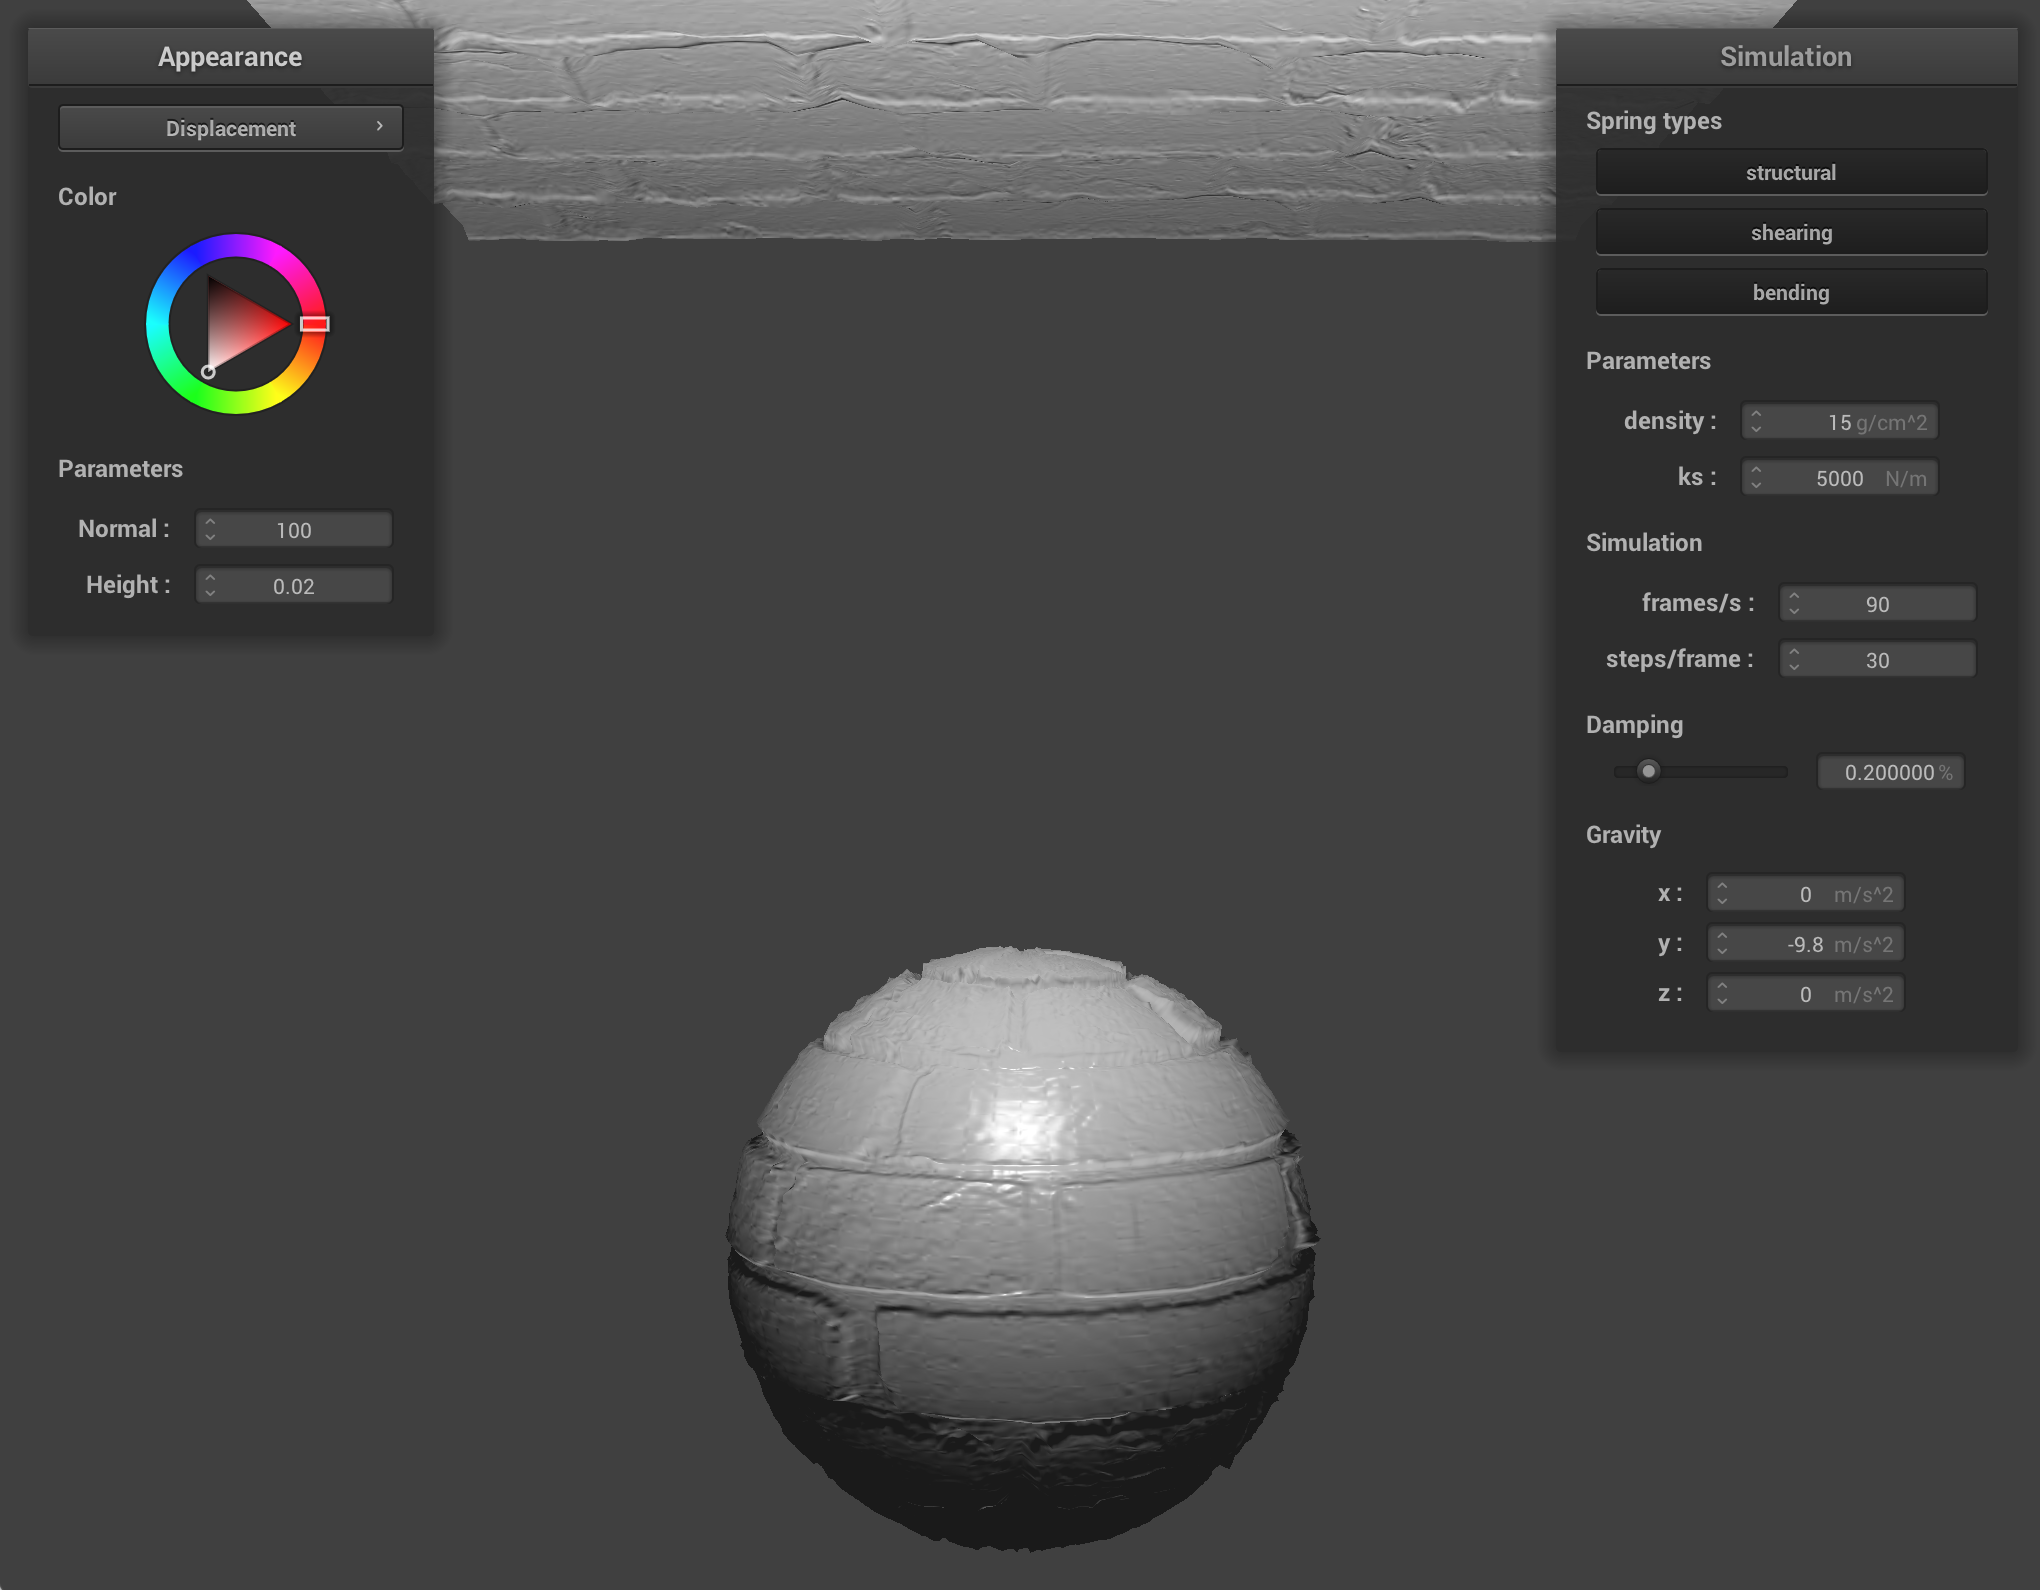 Appearance
Displacement
Color
Parameters
Normal : 100
Height : 0.02
Simulation
Spring types
structural
shearing
bending
Parameters
density : 15 g/cm^2
ks : 5000 N/m
Simulation
frames/s : 90
steps/frame : 30
Damping
0.200000 %
Gravity
x : 0 m/s^2
y : -9.8 m/s^2
z : 0 m/s^2